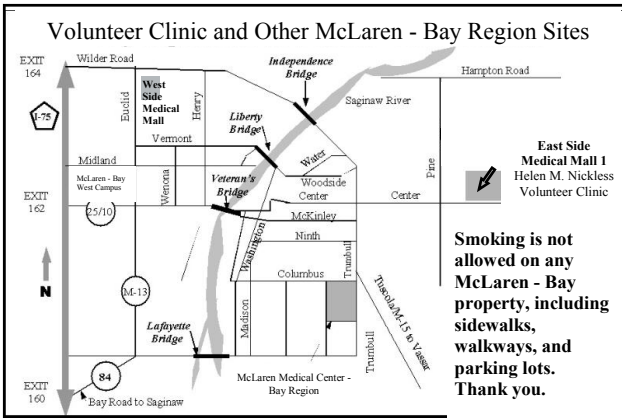 Volunteer Clinic and Other McLaren - Bay Region Sites
EXIT
164
Wilder Road
Independence
Bridge
Hampton Road
I-75
Euclid
West
Side
Medical
Mall
Henry
Liberty
Bridge
Saginaw River
Vermont
Midland
Water
Pine
East Side
Medical Mall 1
Helen M. Nickless
Volunteer Clinic
McLaren - Bay
West Campus
Wenona
Veteran's
Bridge
Woodside
Center
Center
EXIT
162
25/10
McKinley
Ninth
Washington
Trumbull
Columbus
N
M-13
Madison
Tuscola/M-15 to Vassar
Lafayette
Bridge
Trumbull
84
McLaren Medical Center -
Bay Region
EXIT
160
Bay Road to Saginaw
Smoking is not
allowed on any
McLaren - Bay
property, including
sidewalks,
walkways, and
parking lots.
Thank you.